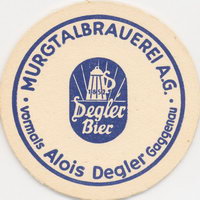 MURGTALBRAUEREI A.G.
vormals Alois Degler Gaggenau
Degler
Bier